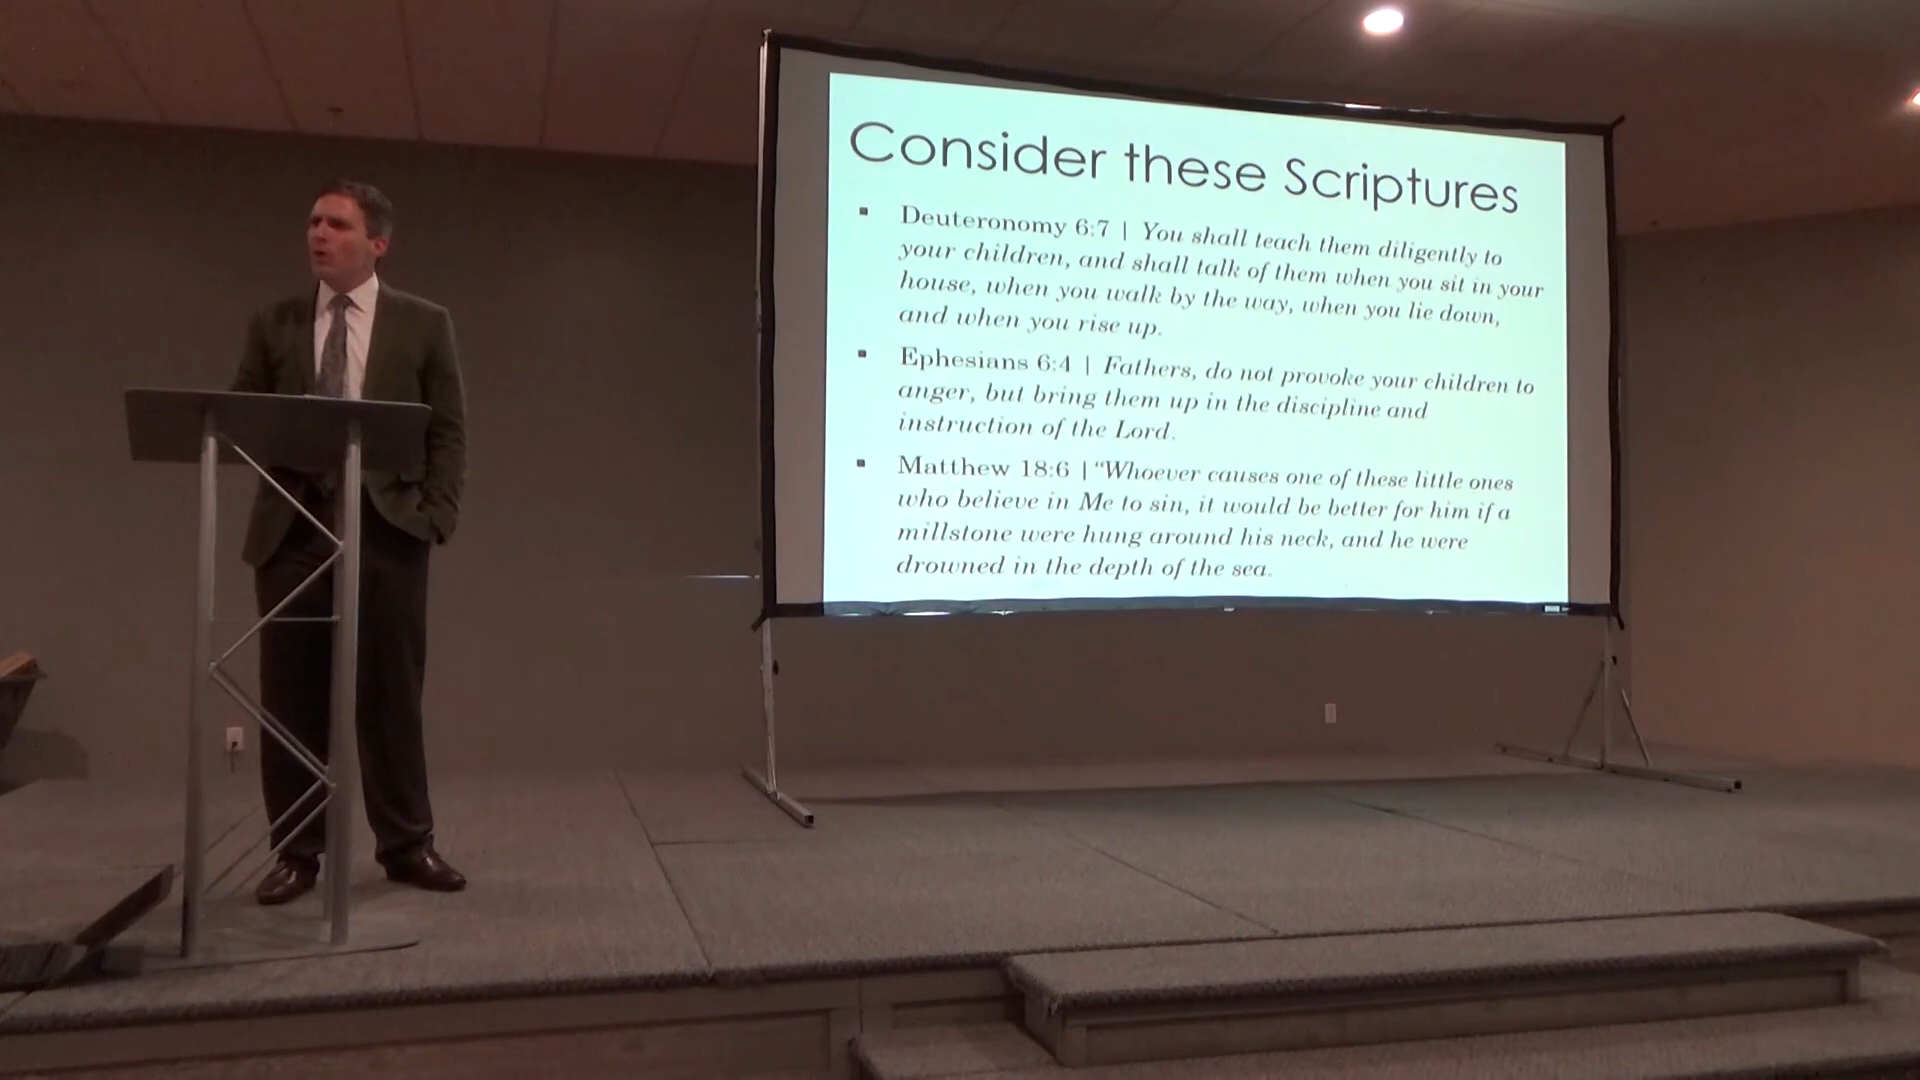 Consider these Scriptures
▪ Deuteronomy 6:7 | You shall teach them diligently to
your children, and shall talk of them when you sit in your
house, when you walk by the way, when you lie down,
and when you rise up.
▪ Ephesians 6:4 | Fathers, do not provoke your children to
anger, but bring them up in the discipline and
instruction of the Lord.
▪ Matthew 18:6 | “Whoever causes one of these little ones
who believe in Me to sin, it would be better for him if a
millstone were hung around his neck, and he were
drowned in the depth of the sea.